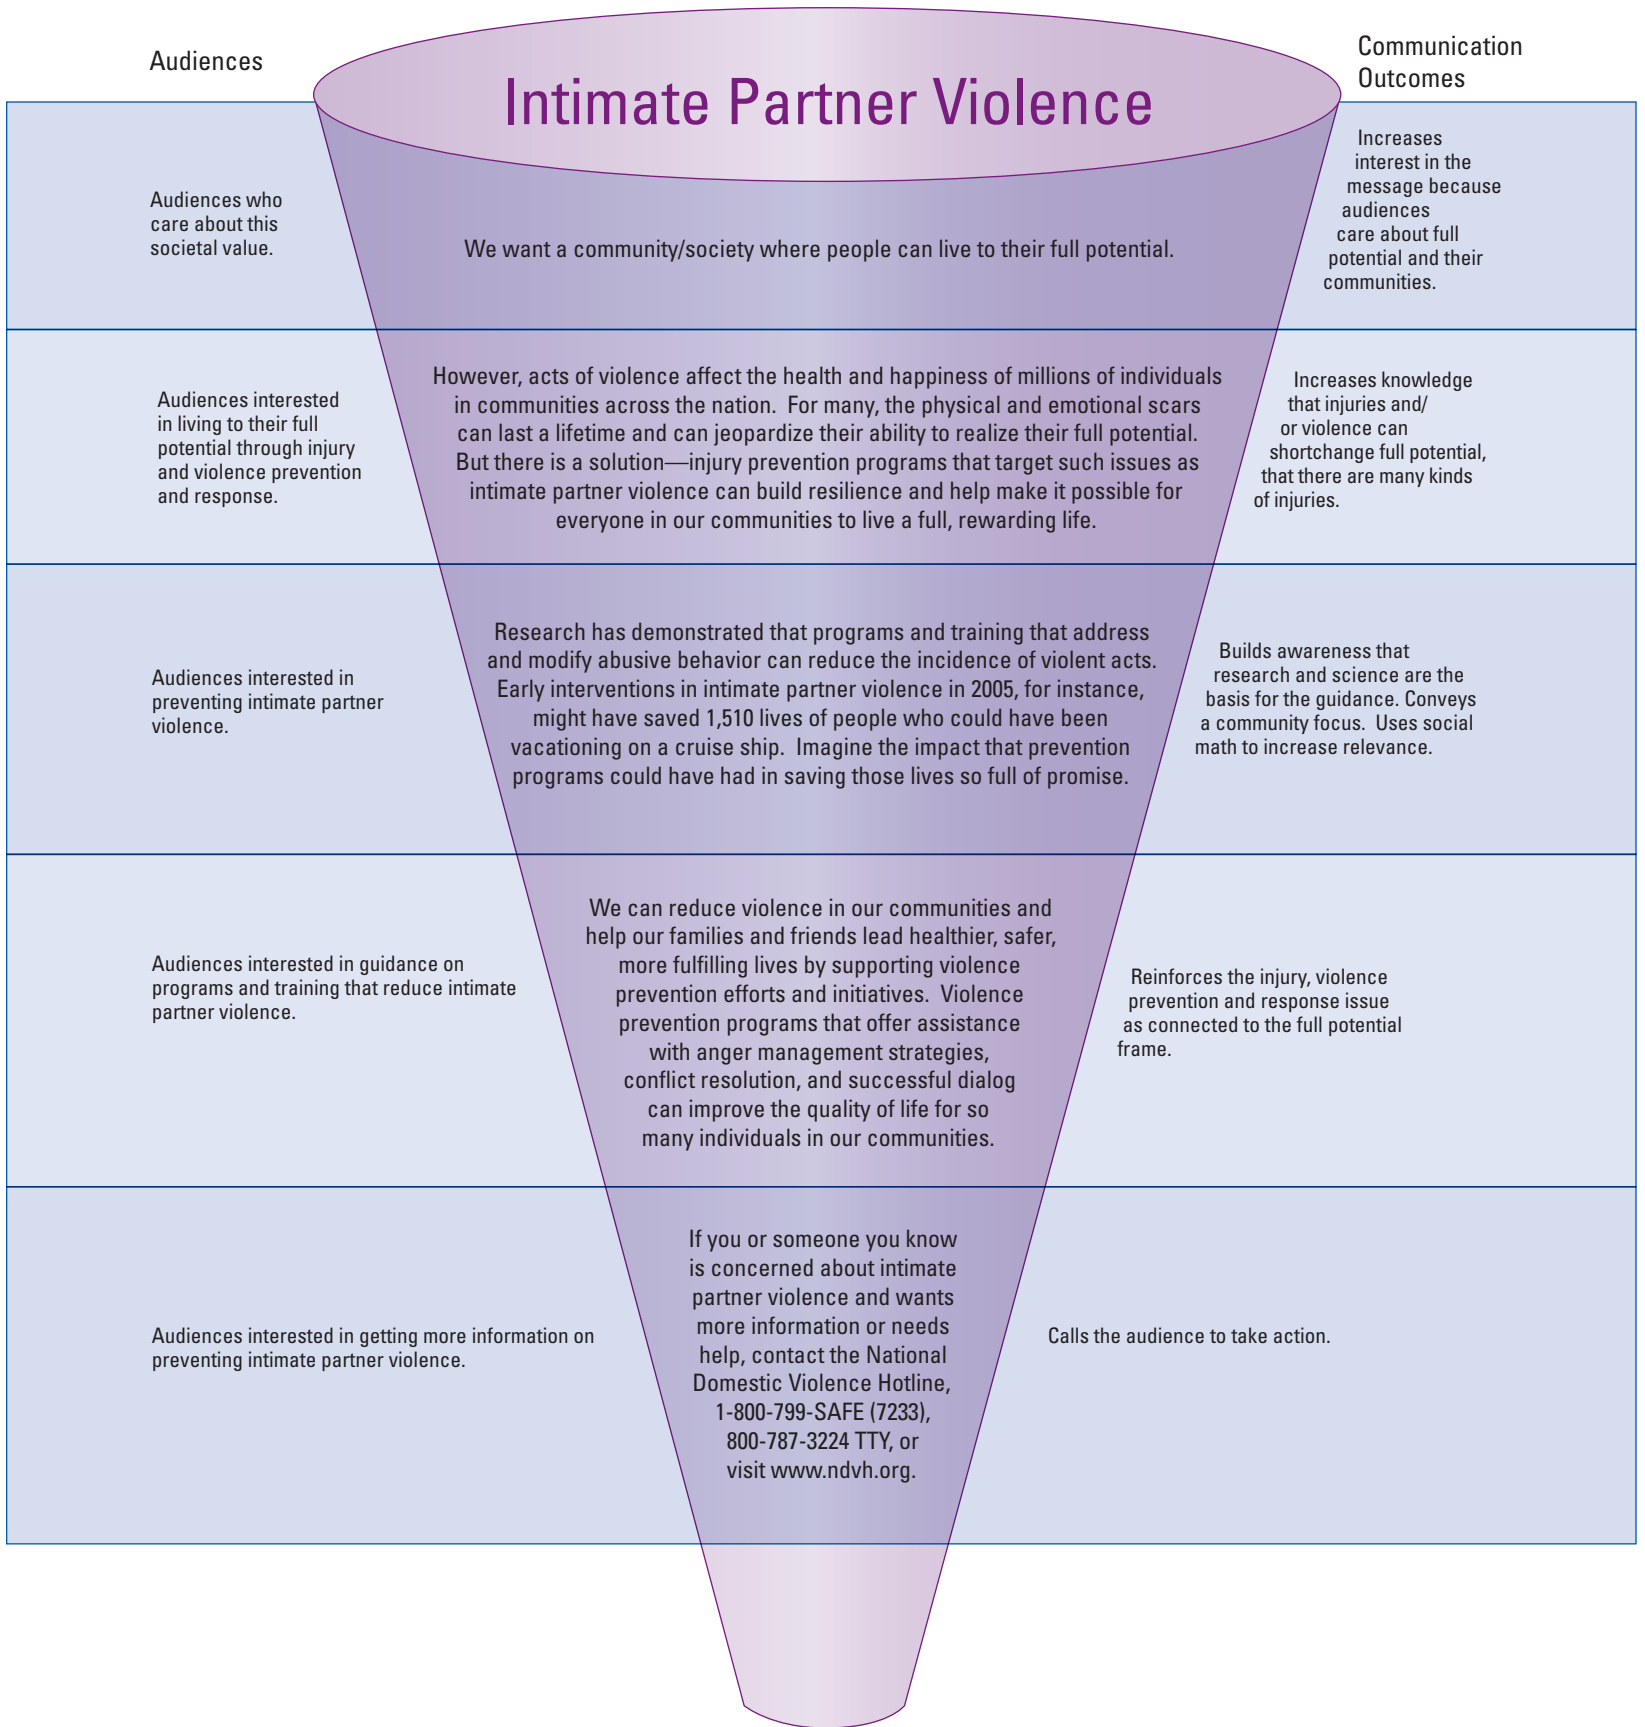 Audiences
Intimate Partner Violence
Communication
Outcomes
Audiences who
care about this
societal value.
We want a community/society where people can live to their full potential.
Increases
interest in the
message because
audiences
care about full
potential and their
communities.
Audiences interested
in living to their full
potential through injury
and violence prevention
and response.
However, acts of violence affect the health and happiness of millions of individuals
in communities across the nation.  For many, the physical and emotional scars
can last a lifetime and can jeopardize their ability to realize their full potential.
But there is a solution—injury prevention programs that target such issues as
intimate partner violence can build resilience and help make it possible for
everyone in our communities to live a full, rewarding life.
Increases knowledge
that injuries and/
or violence can
shortchange full potential,
that there are many kinds
of injuries.
Audiences interested in
preventing intimate partner
violence.
Research has demonstrated that programs and training that address
and modify abusive behavior can reduce the incidence of violent acts.
Early interventions in intimate partner violence in 2005, for instance,
might have saved 1,510 lives of people who could have been
vacationing on a cruise ship.  Imagine the impact that prevention
programs could have had in saving those lives so full of promise.
Builds awareness that
research and science are the
basis for the guidance. Conveys
a community focus.  Uses social
math to increase relevance.
Audiences interested in guidance on
programs and training that reduce intimate
partner violence.
We can reduce violence in our communities and
help our families and friends lead healthier, safer,
more fulfilling lives by supporting violence
prevention efforts and initiatives.  Violence
prevention programs that offer assistance
with anger management strategies,
conflict resolution, and successful dialog
can improve the quality of life for so
many individuals in our communities.
Reinforces the injury, violence
prevention and response issue
as connected to the full potential
frame.
Audiences interested in getting more information on
preventing intimate partner violence.
If you or someone you know
is concerned about intimate
partner violence and wants
more information or needs
help, contact the National
Domestic Violence Hotline,
1-800-799-SAFE (7233),
800-787-3224 TTY, or
visit www.ndvh.org.
Calls the audience to take action.